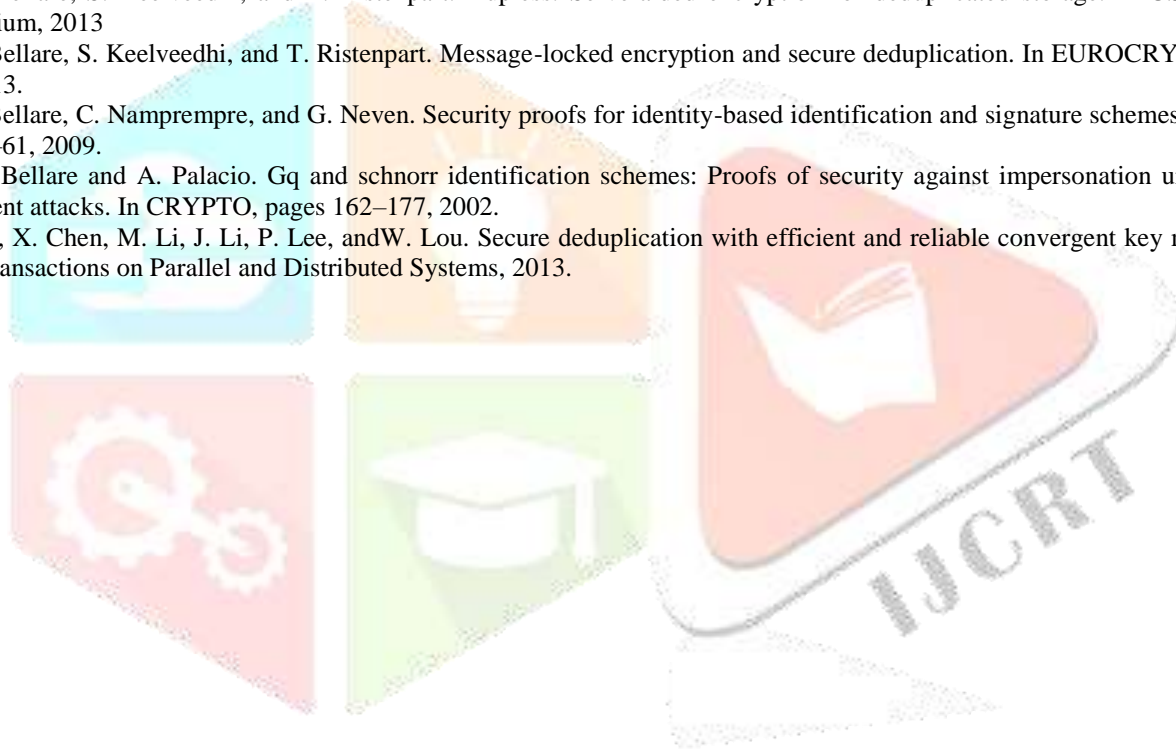 ium, 2013
Bellare, S. Keelveedhi, and T. Ristenpart. Message-locked encryption and secure deduplication. In EUROCRY
3.
Bellare, C. Namprempre, and G. Neven. Security proofs for identity-based identification and signature schemes
61, 2009.
Bellare and A. Palacio. Gq and schnorr identification schemes: Proofs of security against impersonation u
ent attacks. In CRYPTO, pages 162–177, 2002.
, X. Chen, M. Li, J. Li, P. Lee, andW. Lou. Secure deduplication with efficient and reliable convergent key
ansactions on Parallel and Distributed Systems, 2013.
IJCRT